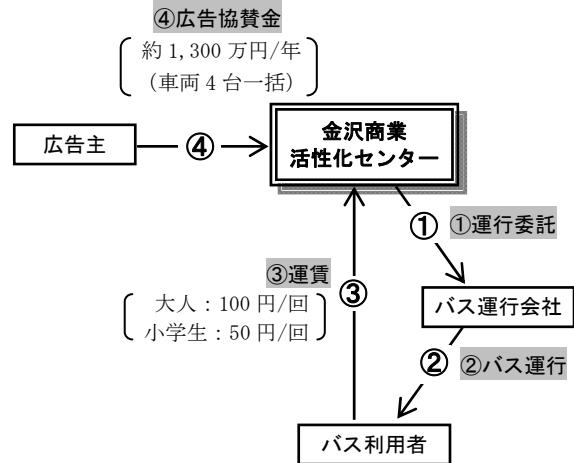 ④広告協賛金
約1,300万円/年
(車両4台一括)
広告主
④
金沢商業
活性化センター
①
①運行委託
③運賃
大人:100円/回
小学生:50円/回
③
バス運行会社
②
②バス運行
バス利用者